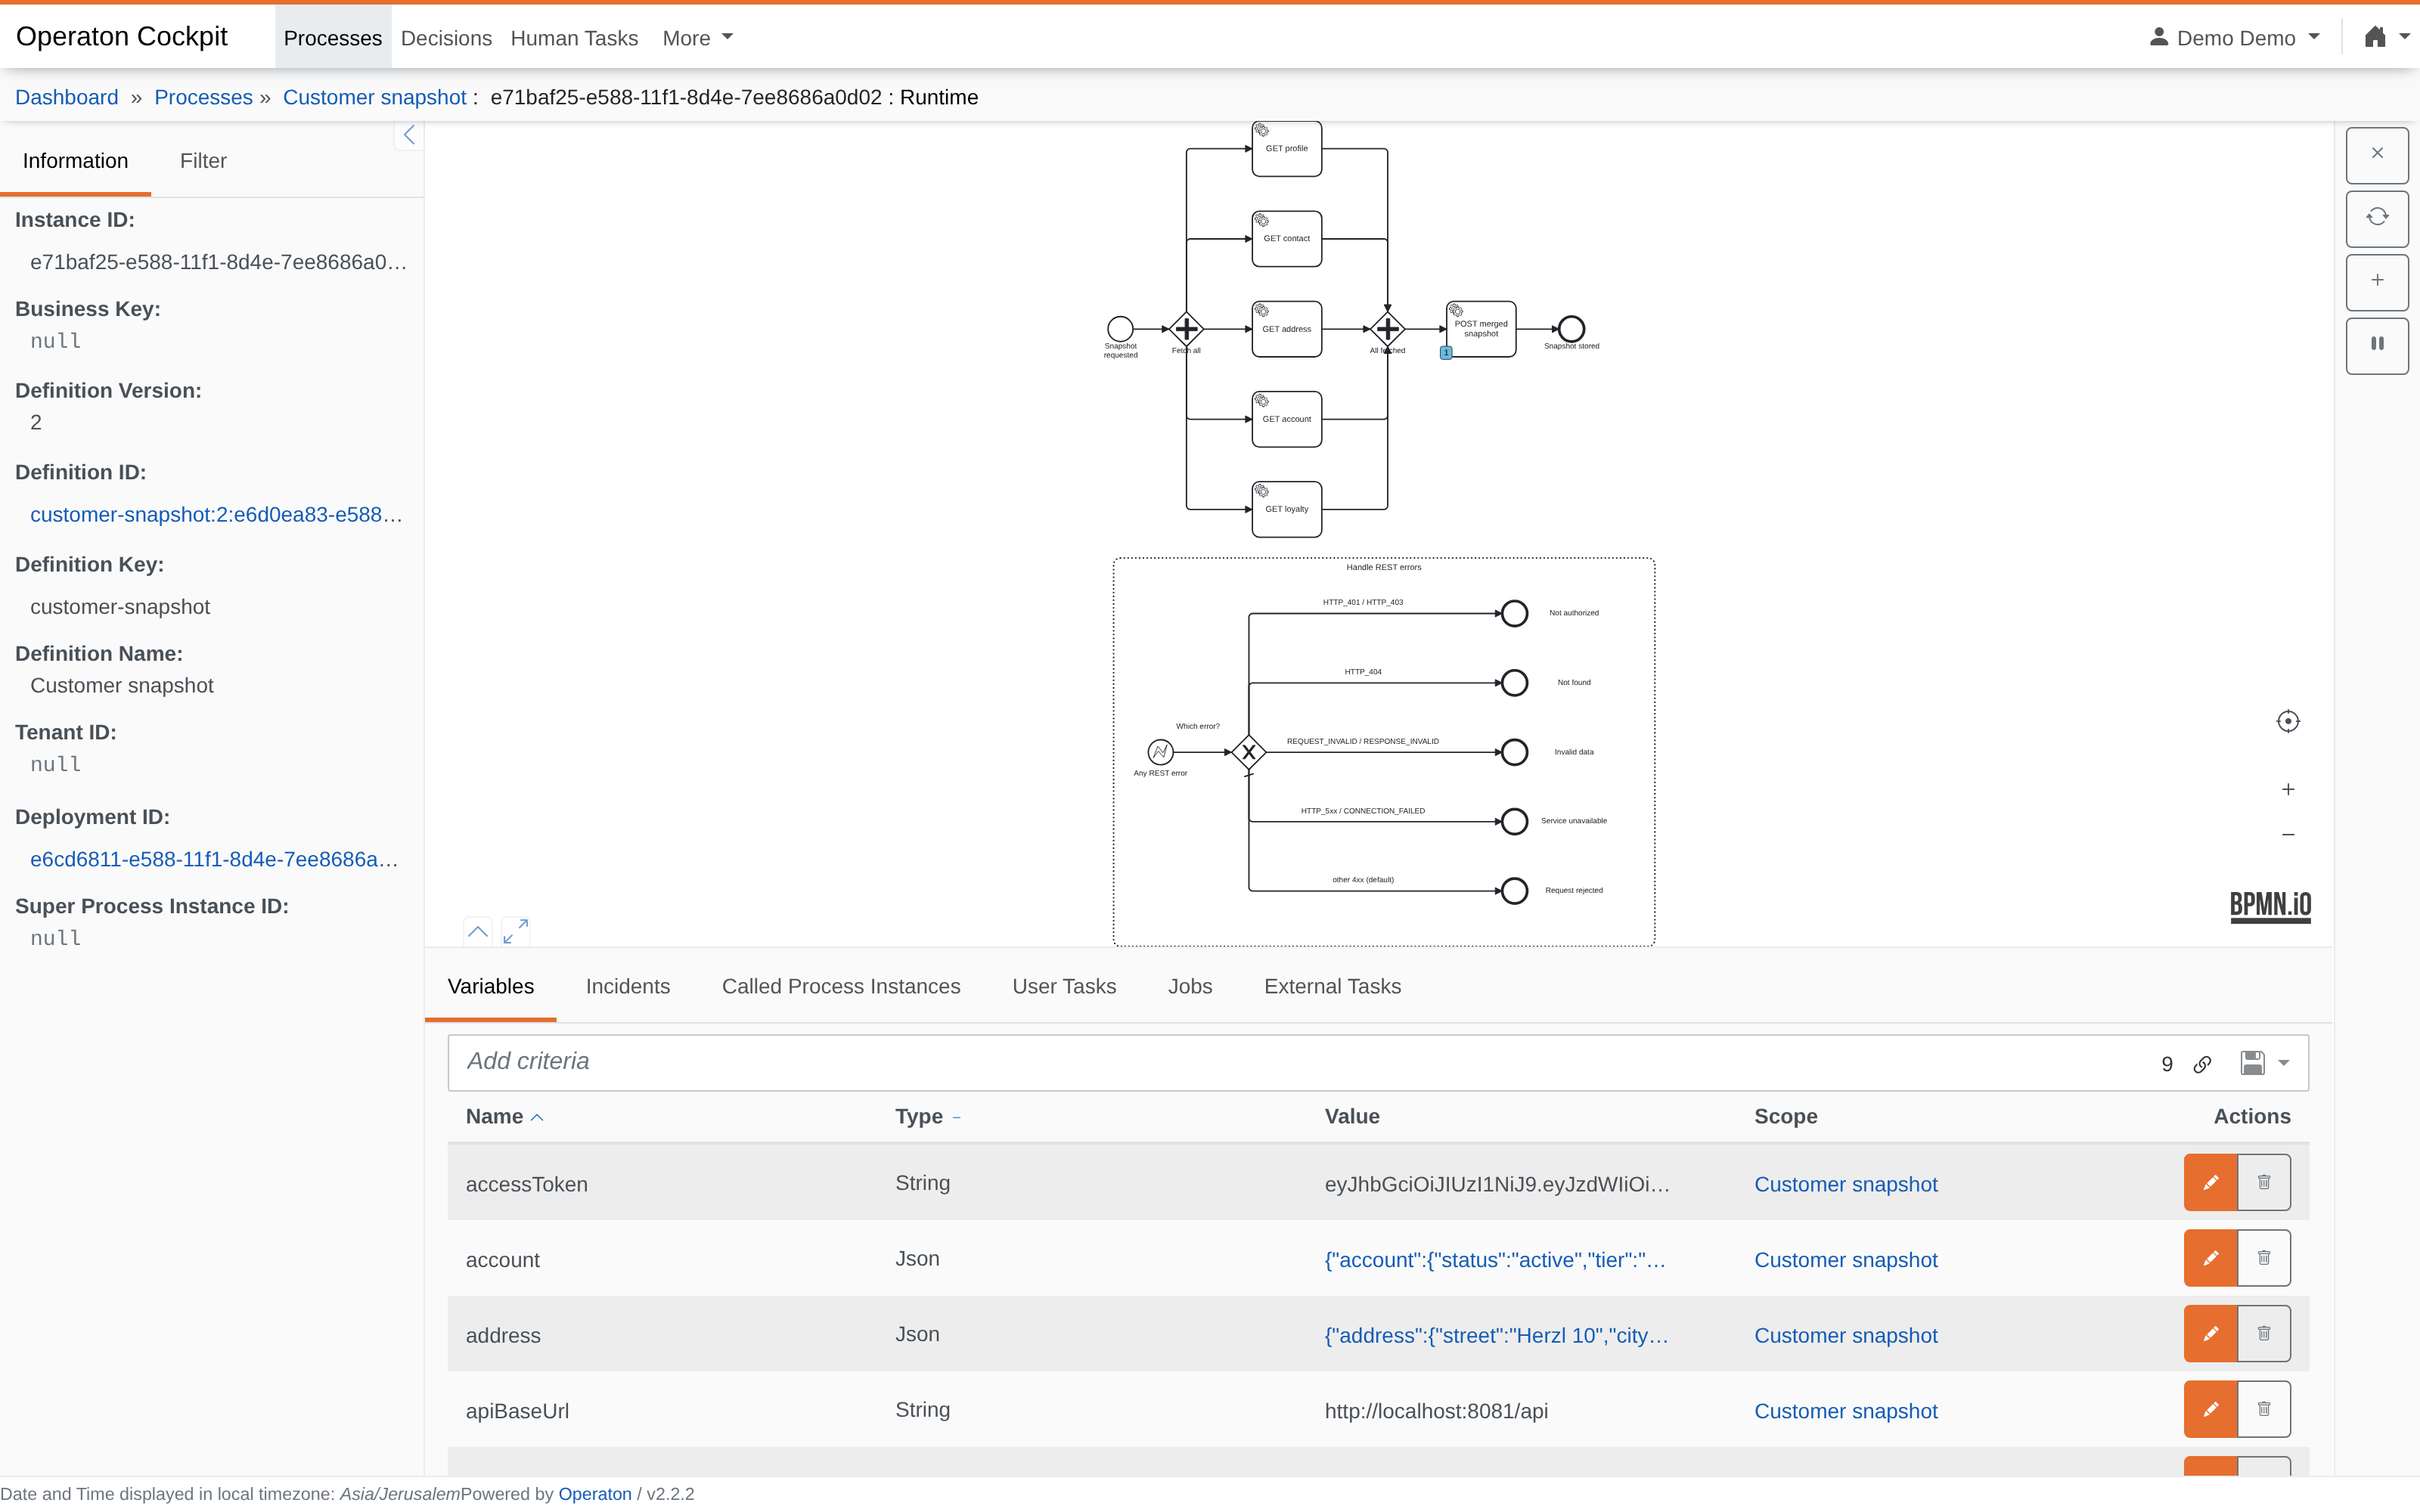 Operaton Cockpit Processes Decisions Human Tasks More Demo Demo
Dashboard » Processes » Customer snapshot : e71baf25-e588-11f1-8d4e-7ee8686a0d02 : Runtime
Information Filter
Instance ID:
e71baf25-e588-11f1-8d4e-7ee8686a0…
Business Key:
null
Definition Version:
2
Definition ID:
customer-snapshot:2:e6d0ea83-e588…
Definition Key:
customer-snapshot
Definition Name:
Customer snapshot
Tenant ID:
null
Deployment ID:
e6cd6811-e588-11f1-8d4e-7ee8686a…
Super Process Instance ID:
null
GET profile
GET contact
GET address
GET account
GET loyalty
Snapshot
requested
Fetch all
All fetched
POST merged
snapshot
1
Snapshot stored
Handle REST errors
HTTP_401 / HTTP_403
Not authorized
HTTP_404
Not found
Which error?
Any REST error
REQUEST_INVALID / RESPONSE_INVALID
Invalid data
HTTP_5xx / CONNECTION_FAILED
Service unavailable
other 4xx (default)
Request rejected
BPMN.iO
Variables Incidents Called Process Instances User Tasks Jobs External Tasks
Add criteria 9
Name Type Value Scope Actions
accessToken String eyJhbGciOiJIUzI1NiJ9.eyJzdWIiOi… Customer snapshot
account Json {"account":{"status":"active","tier":"… Customer snapshot
address Json {"address":{"street":"Herzl 10","city… Customer snapshot
apiBaseUrl String http://localhost:8081/api Customer snapshot
Date and Time displayed in local timezone: Asia/JerusalemPowered by Operaton / v2.2.2